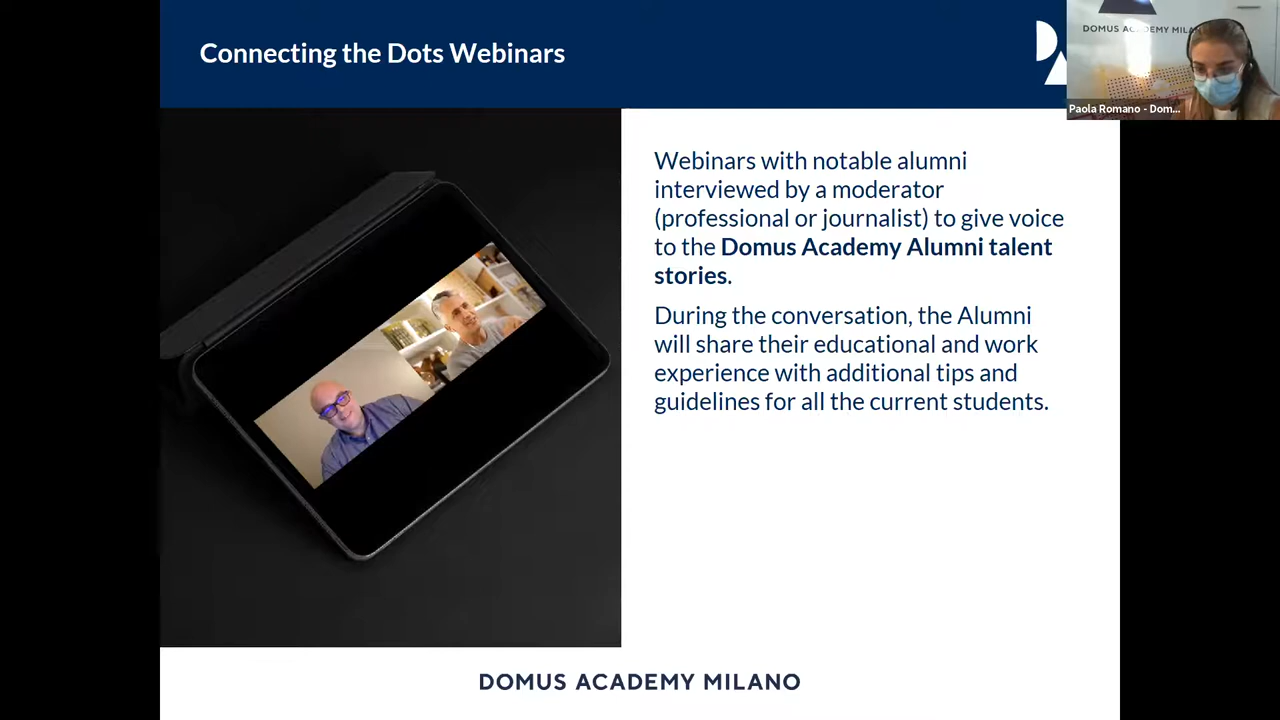 Connecting the Dots Webinars
DOMUS ACADEMY MILAN
Paola Romano - Dom...
Webinars with notable alumni
interviewed by a moderator
(professional or journalist) to give voice
to the Domus Academy Alumni talent
stories.
During the conversation, the Alumni
will share their educational and work
experience with additional tips and
guidelines for all the current students.
DOMUS ACADEMY MILANO